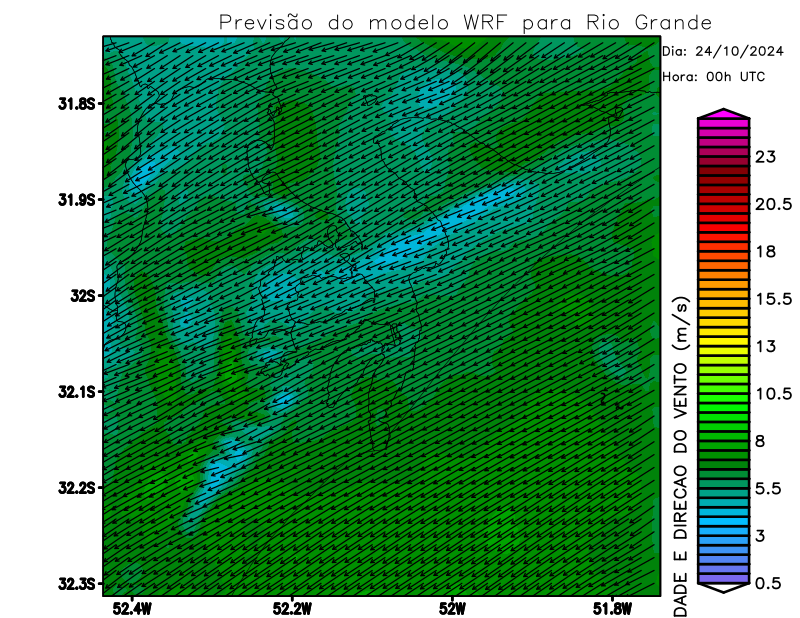 Previsão do modelo WRF para Rio Grande
Dia: 24/10/2024
Hora: 00h UTC
31.8S
31.9S
32S
32.1S
32.2S
32.3S
52.4W
52.2W
52W
51.8W
23
20.5
18
15.5
13
10.5
8
5.5
3
0.5
DADE E DIRECAO DO VENTO (m/s)